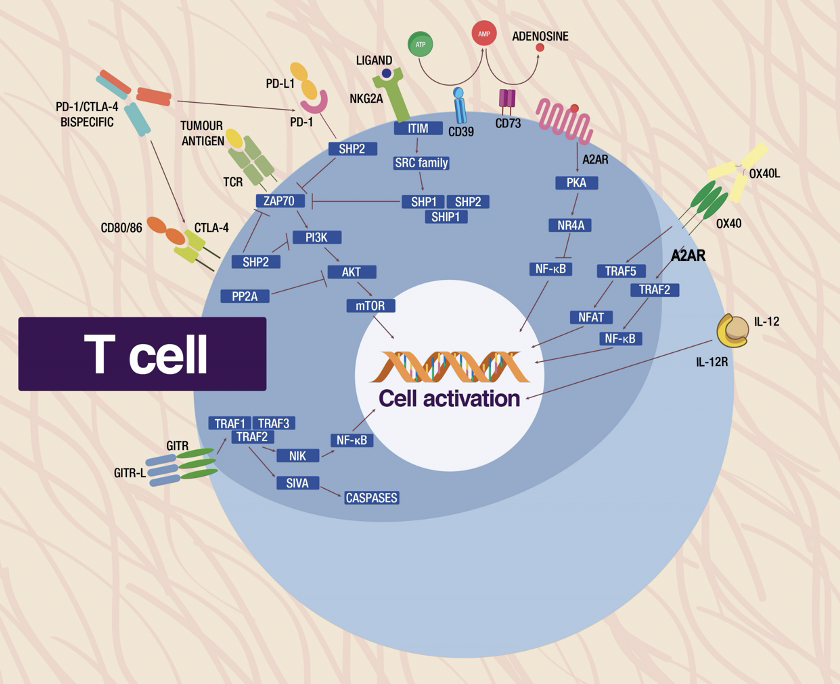 ATP
AMP
ADENOSINE
LIGAND
NKG2A
PD-L1
PD-1
PD-1/CTLA-4
BISPECIFIC
TUMOUR
ANTIGEN
TCR
ITIM
CD39
CD73
A2AR
SHP2
SRC family
ZAP70
SHP1
SHP2
SHIP1
PKA
NR4A
NF-κB
OX40L
OX40
A2AR
CD80/86
CTLA-4
SHP2
PI3K
AKT
PP2A
mTOR
TRAF5
TRAF2
NFAT
NF-κB
IL-12
IL-12R
T cell
Cell activation
TRAF1
TRAF3
TRAF2
NIK
NF-κB
SIVA
CASPASES
GITR
GITR-L